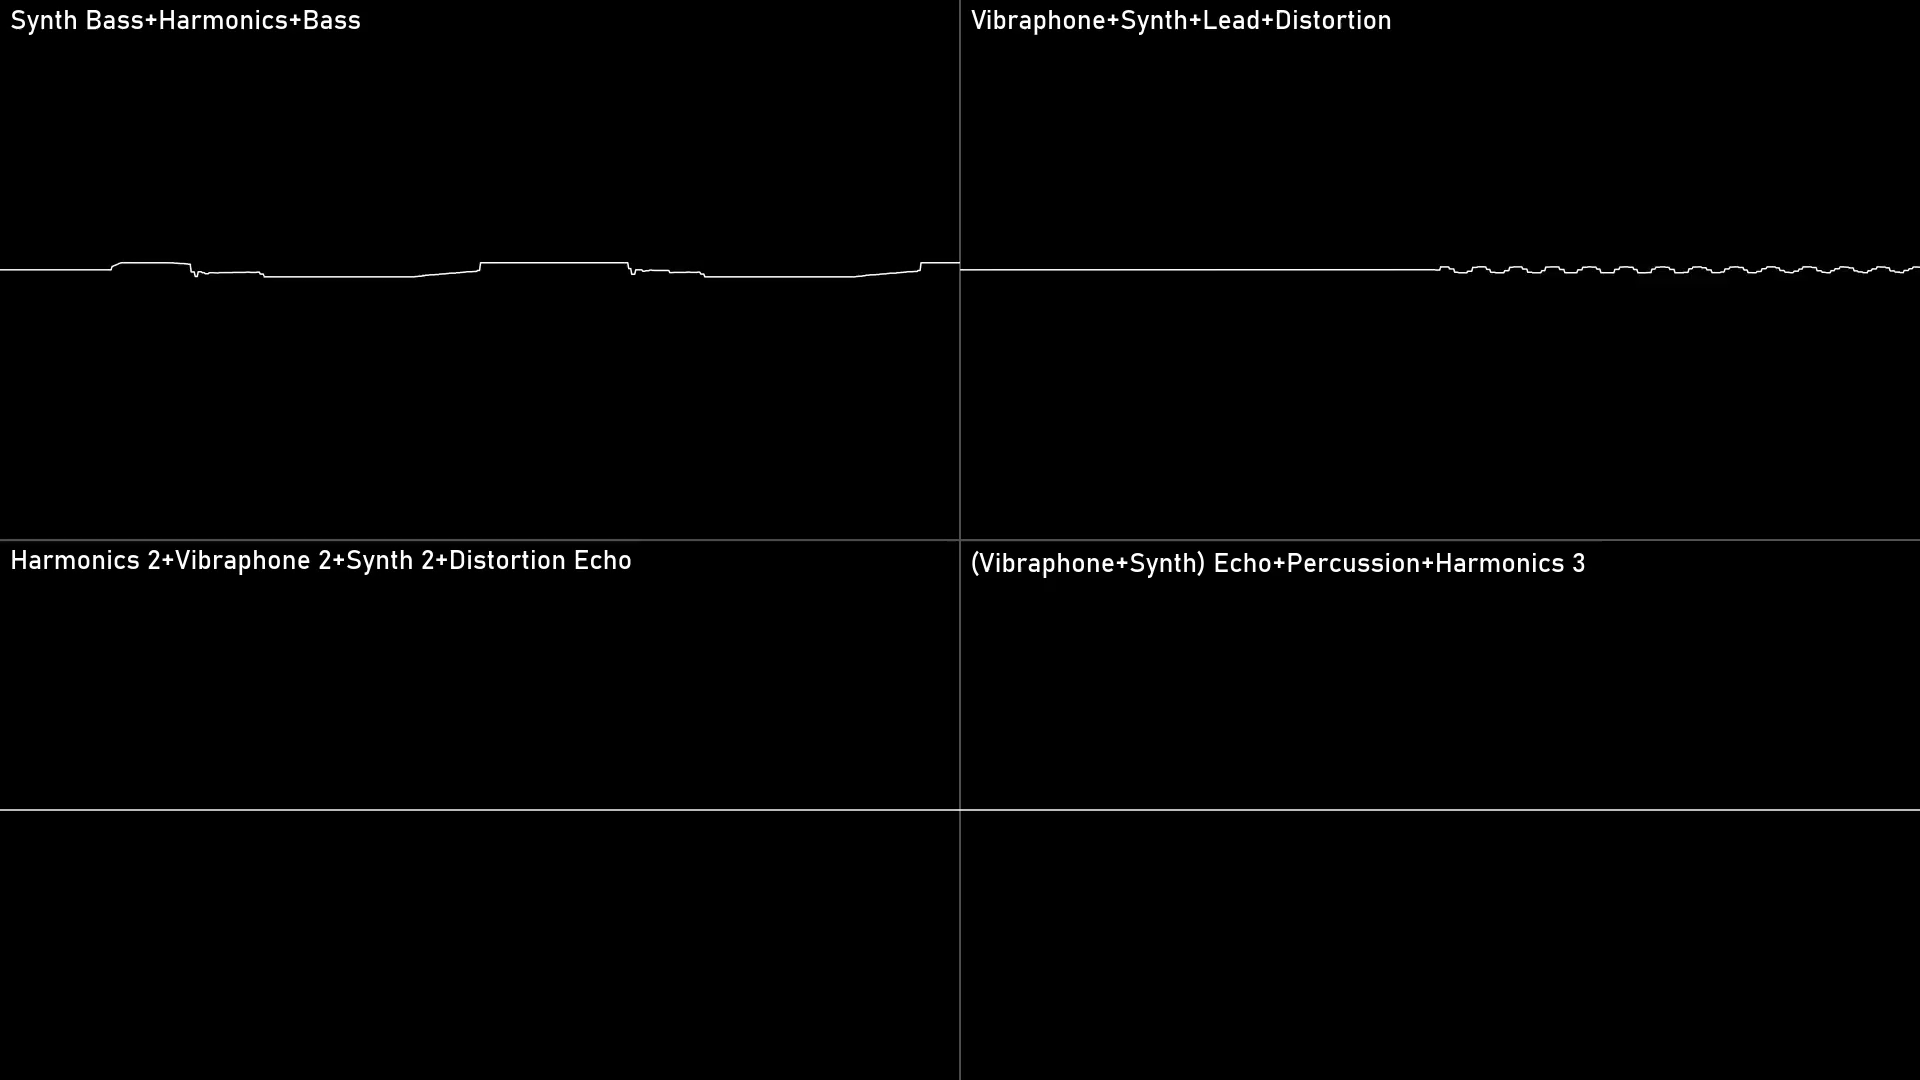 Synth Bass+Harmonics+Bass
Vibraphone+Synth+Lead+Distortion
Harmonics 2+Vibraphone 2+Synth 2+Distortion Echo
(Vibraphone+Synth) Echo+Percussion+Harmonics 3